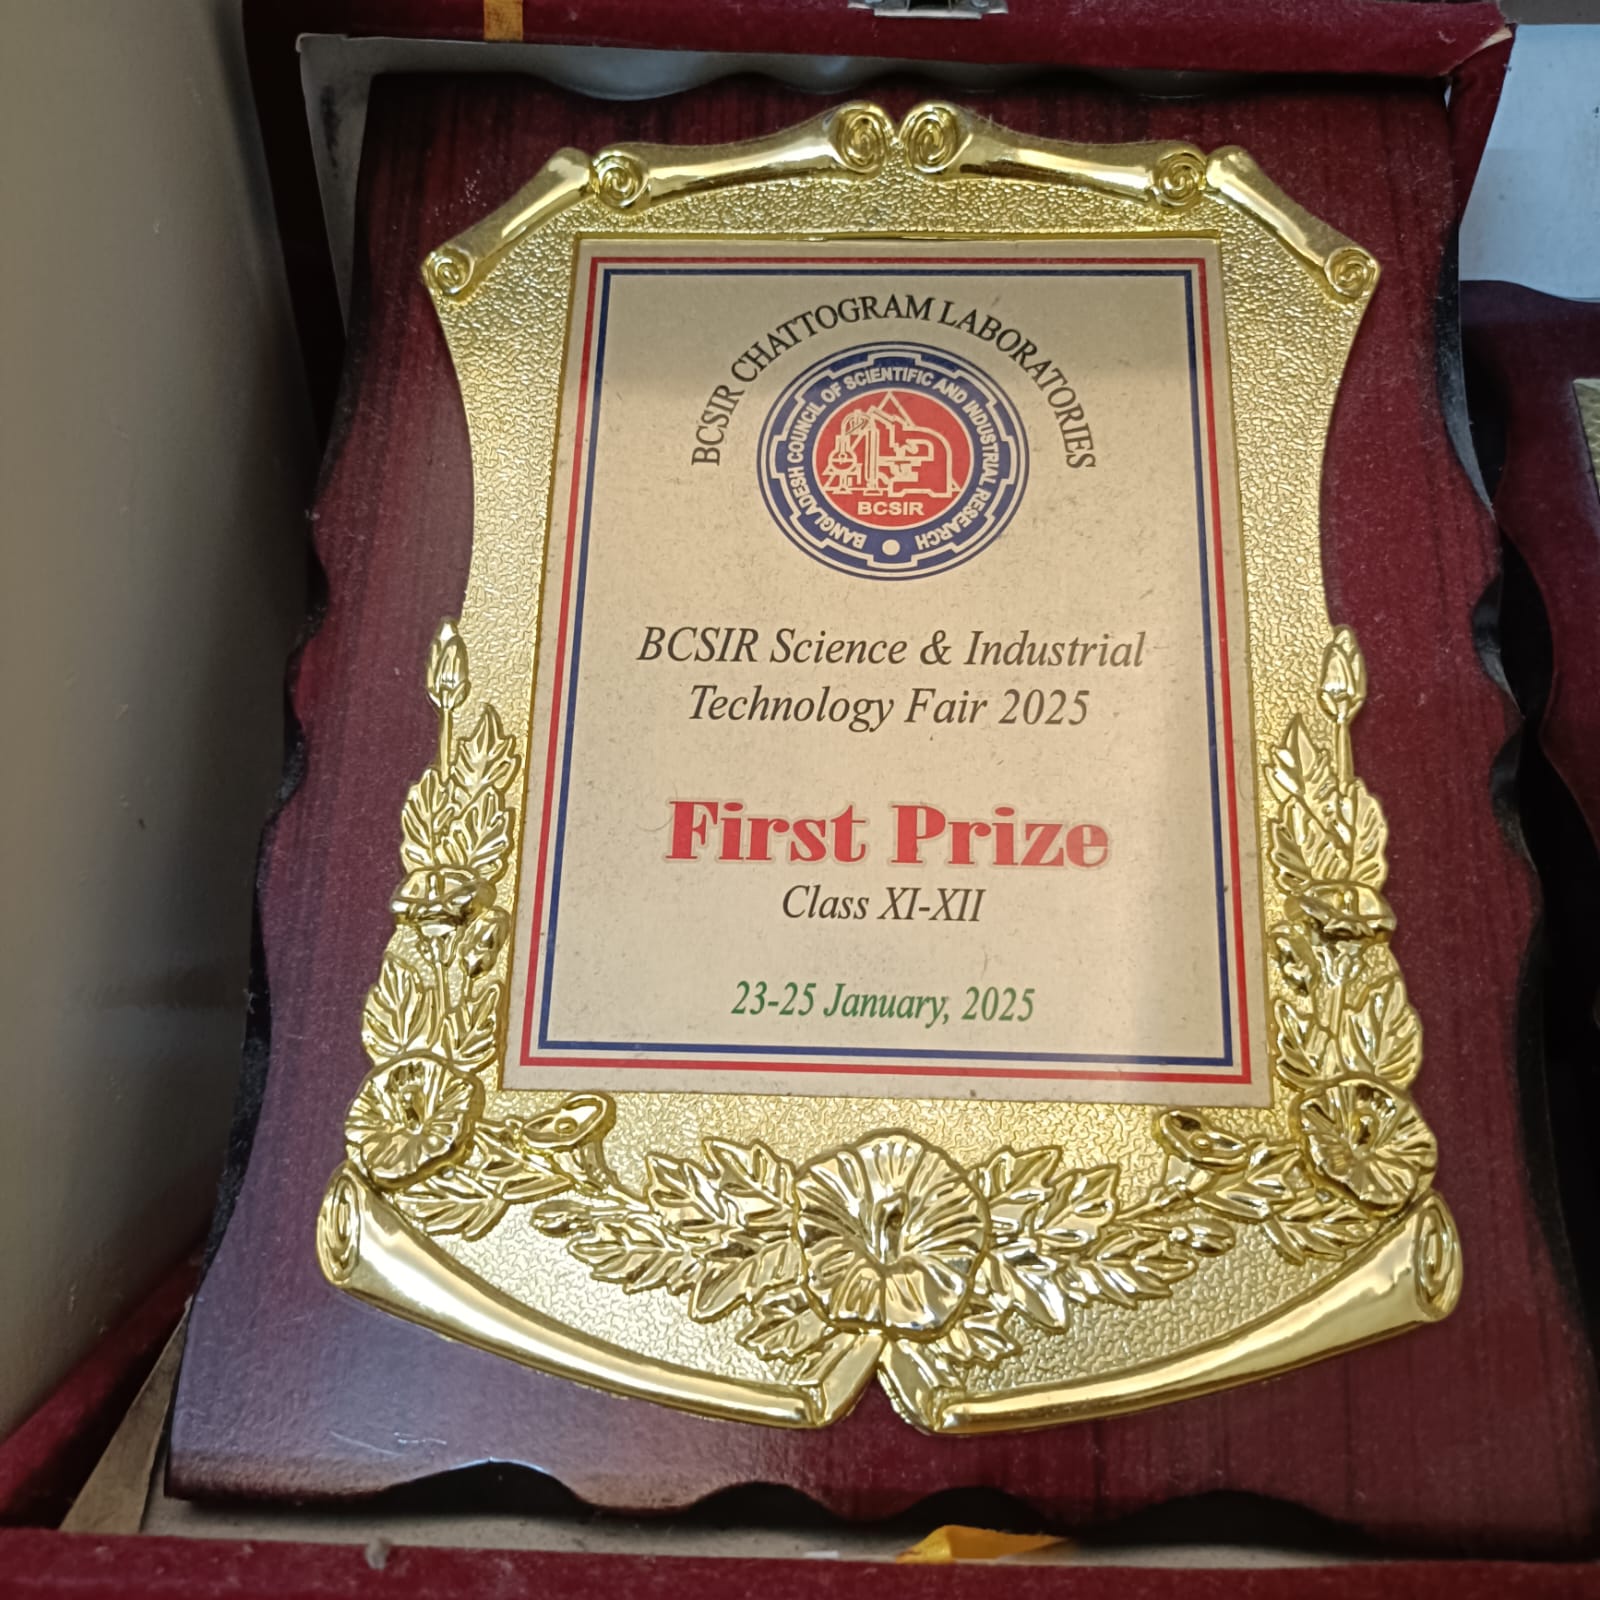 BCSIR CHATTOGRAM LABORATORIES
BANGLADESH COUNCIL OF SCIENTIFIC AND INDUSTRIAL RESEARCH
BCSIR
BCSIR Science & Industrial
Technology Fair 2025
First Prize
Class XI-XII
23-25 January, 2025